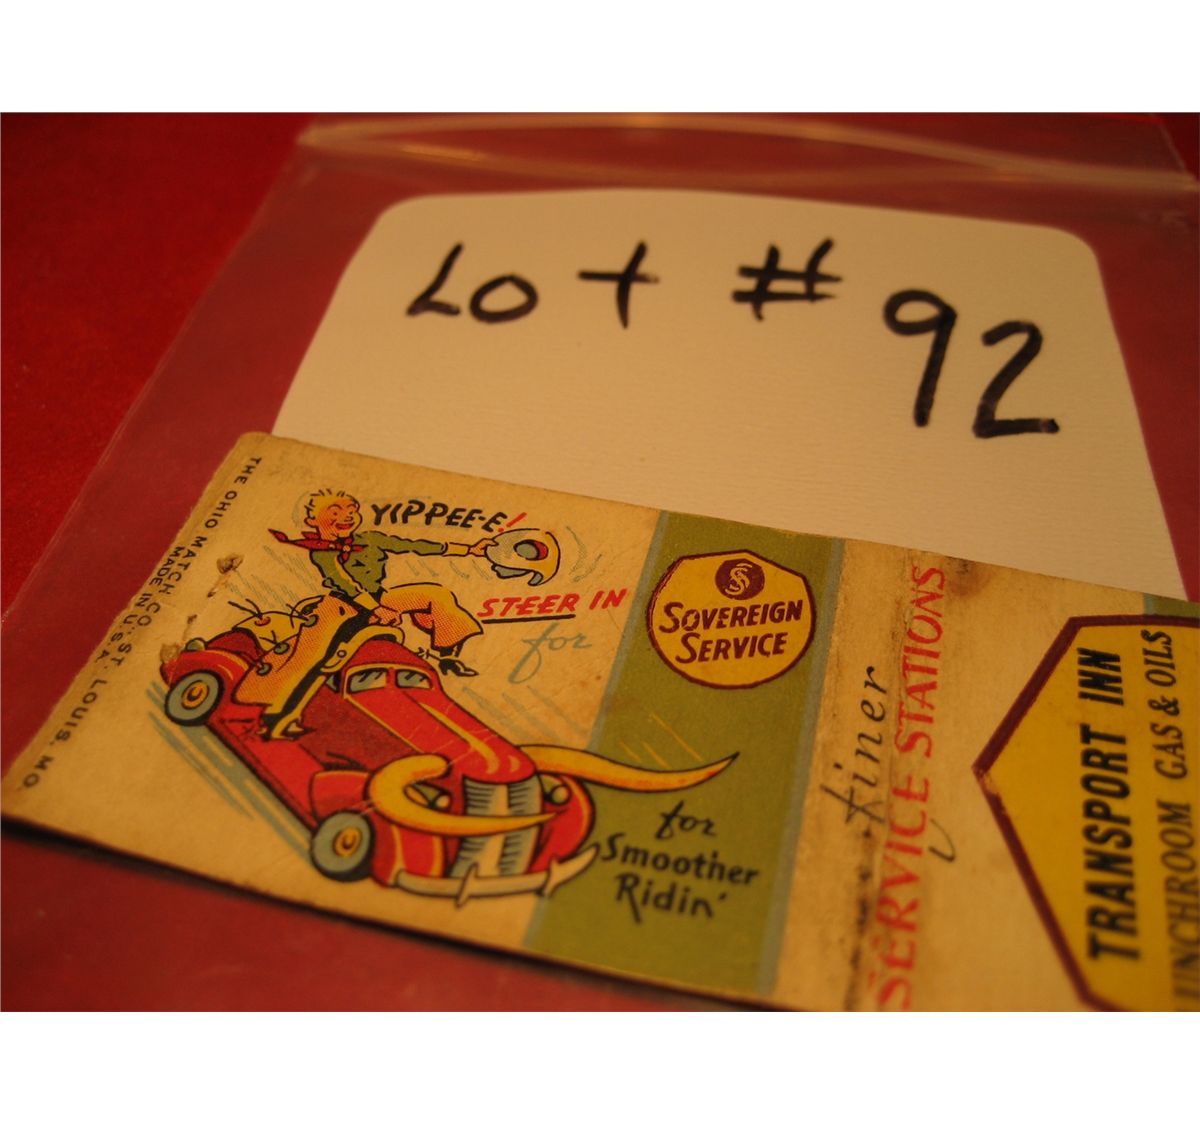 Lot # 92
THE OHIO MATCH CO. ST. LOUIS, MO.
MADE IN U.S.A.
YIPPEE-E!
STEER IN
for
SOVEREIGN
SERVICE
for
Smoother
Ridin'
finer
SERVICE STATIONS
TRANSPORT INN
LUNCHROOM GAS & OILS